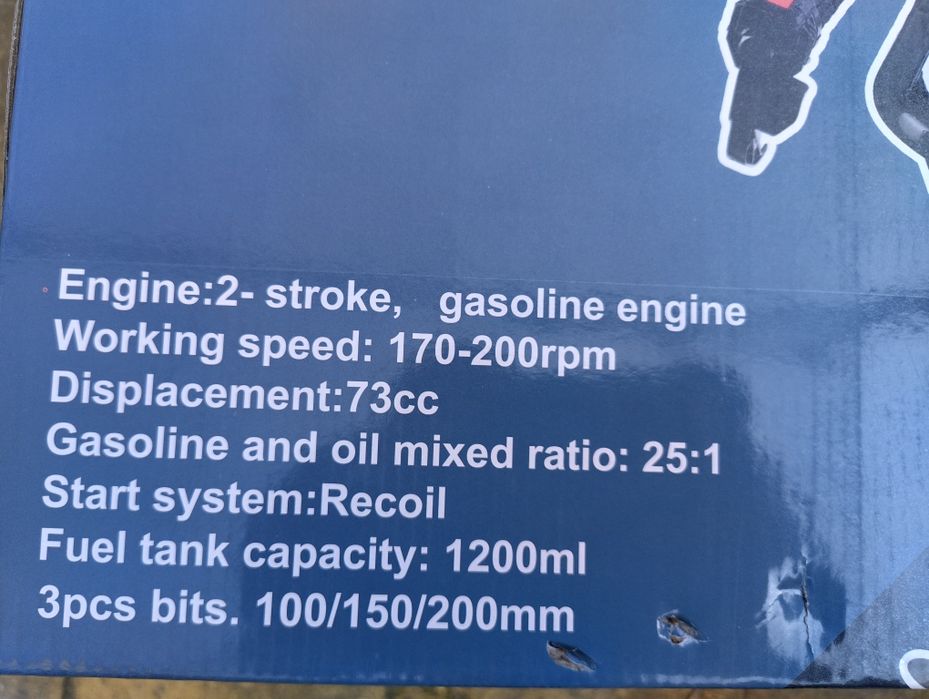 Engine:2- stroke, gasoline engine
Working speed: 170-200rpm
Displacement:73cc
Gasoline and oil mixed ratio: 25:1
Start system:Recoil
Fuel tank capacity: 1200ml
3pcs bits. 100/150/200mm